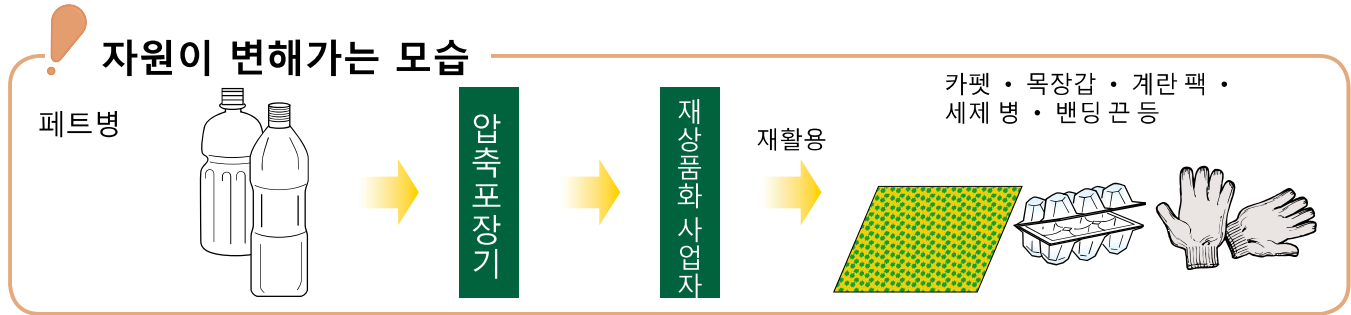 자원이 변해가는 모습
페트병
압축포장기
재상품화 사업자
재활용
카펫 • 목장갑 • 계란 팩 •
세제 병 • 밴딩 끈 등